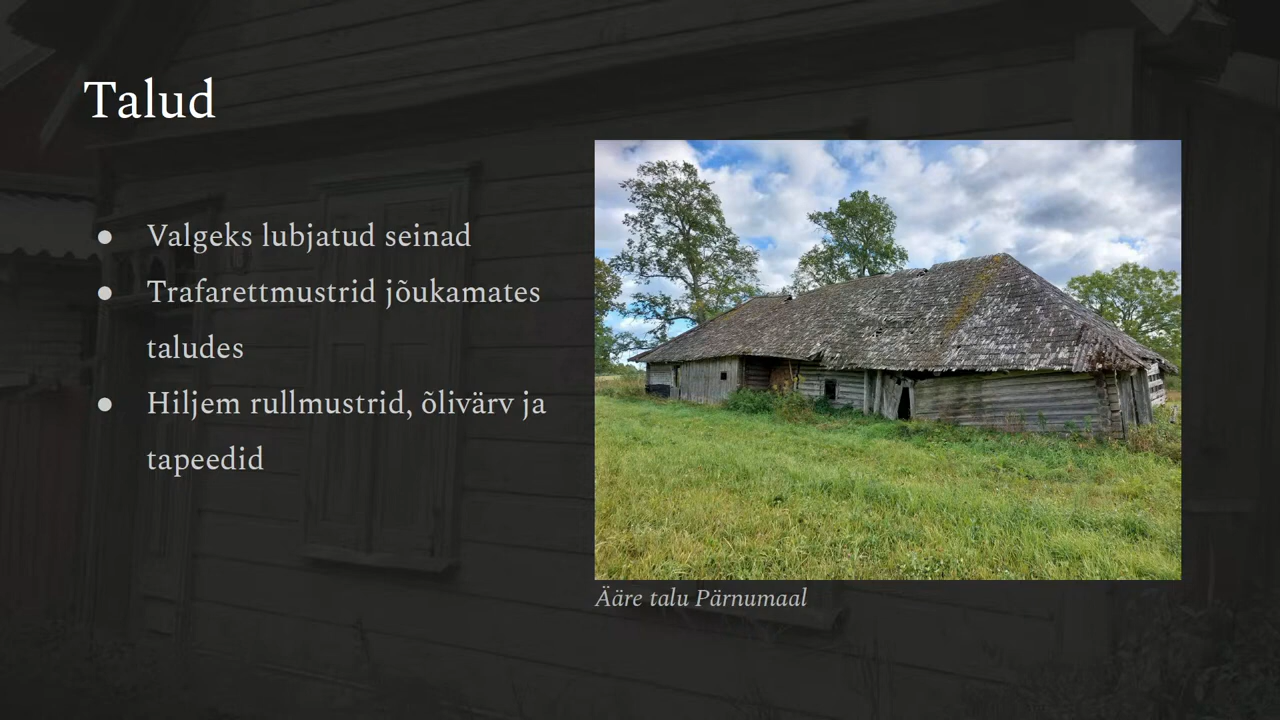 Talud
● Valgeks lubjatud seinad
● Trafarettmustrid jõukamates
taludes
● Hiljem rullmustrid, õlivärv ja
tapeedid
Ääre talu Pärnumaal